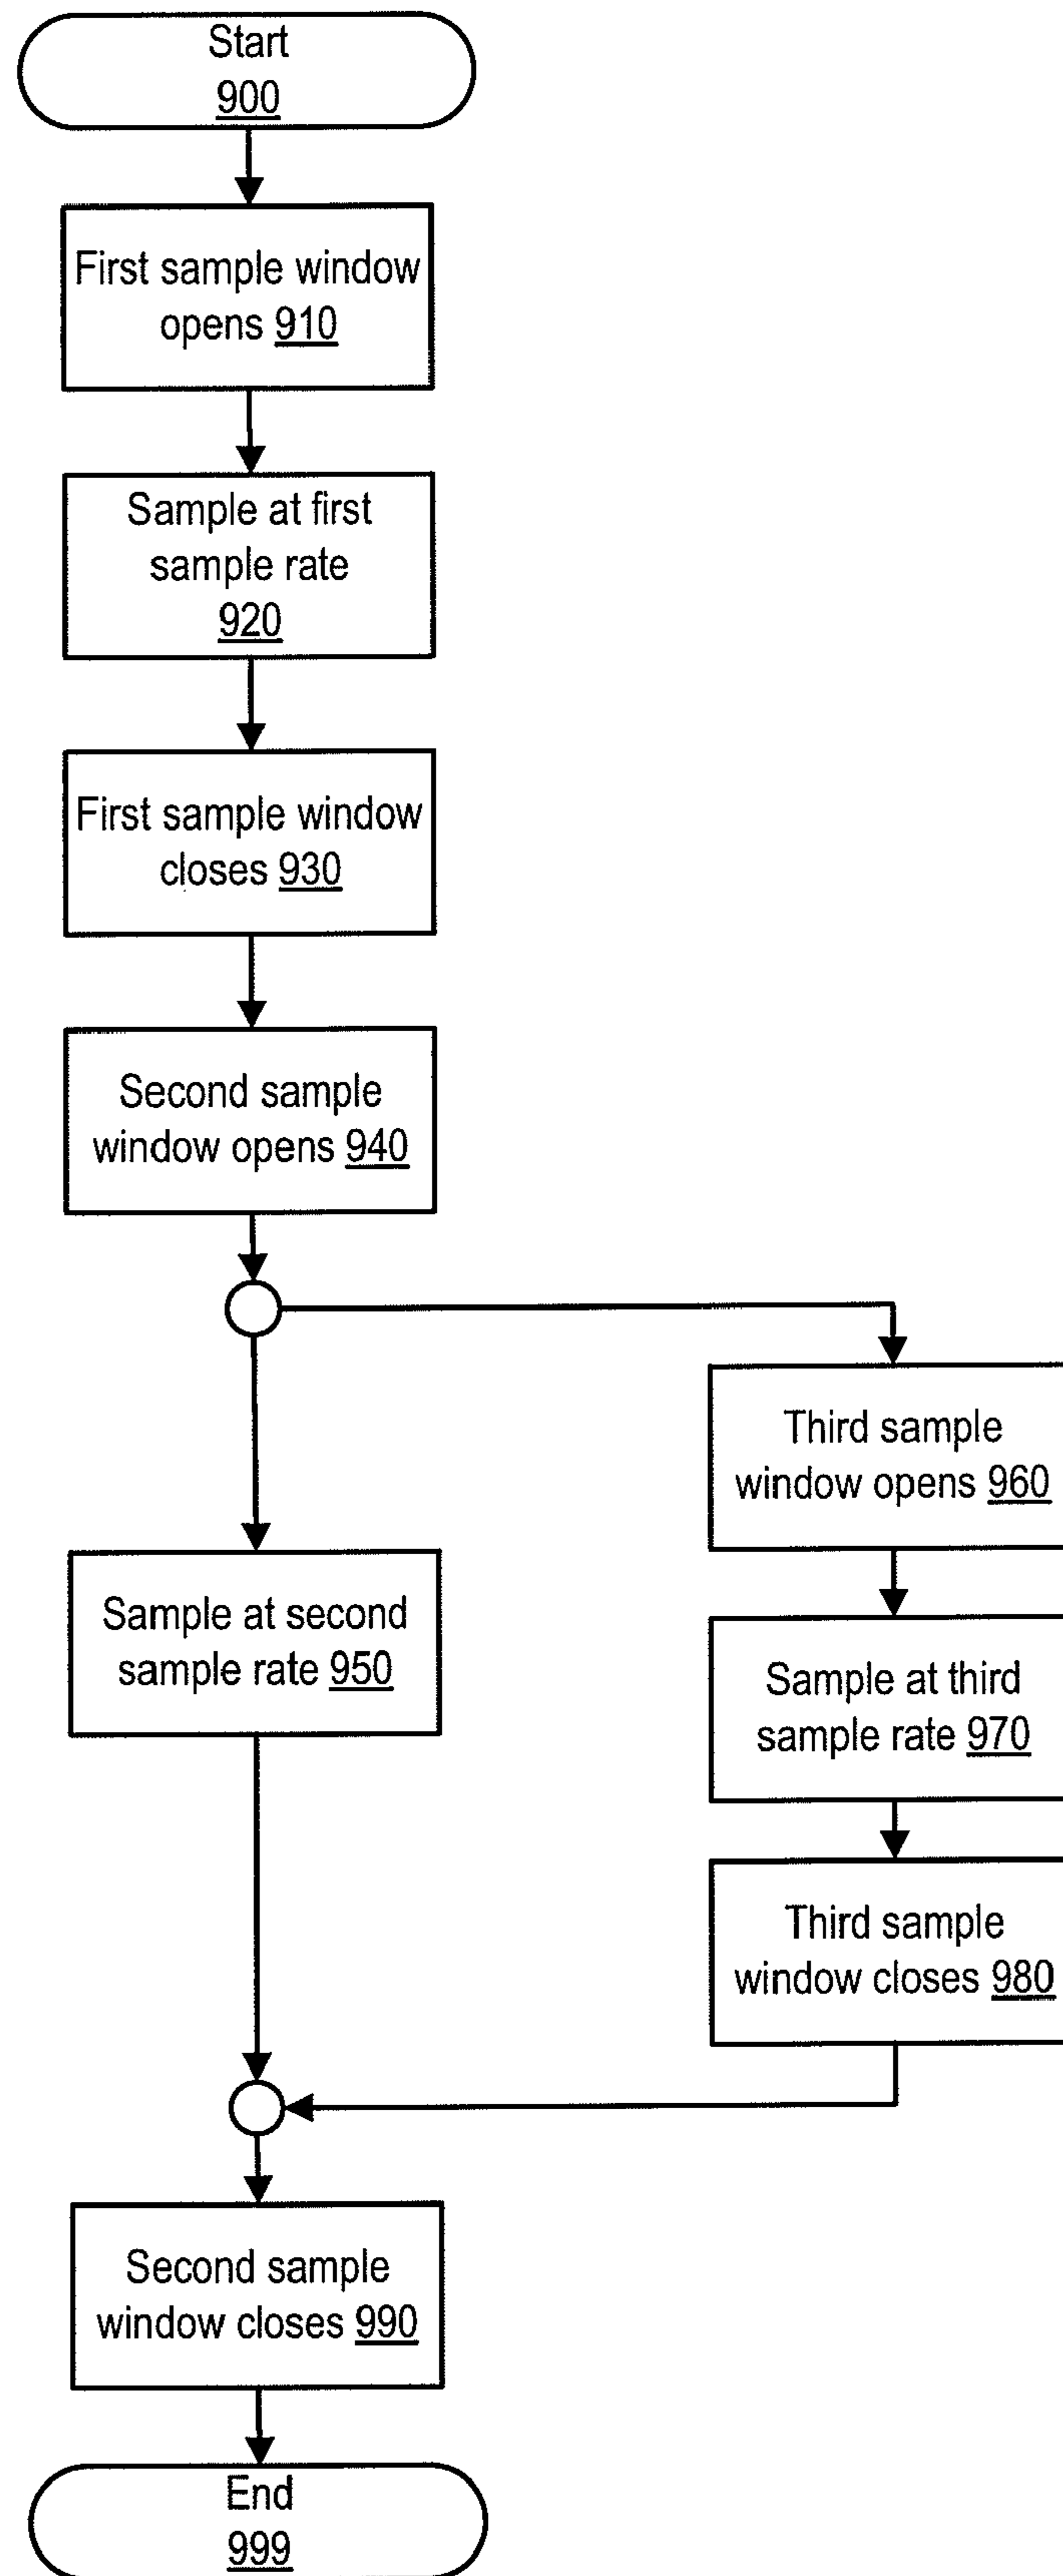 Start
900
First sample window
opens 910
Sample at first
sample rate
920
First sample window
closes 930
Second sample
window opens 940
Third sample
window opens 960
Sample at second
sample rate 950
Sample at third
sample rate 970
Third sample
window closes 980
Second sample
window closes 990
End
999